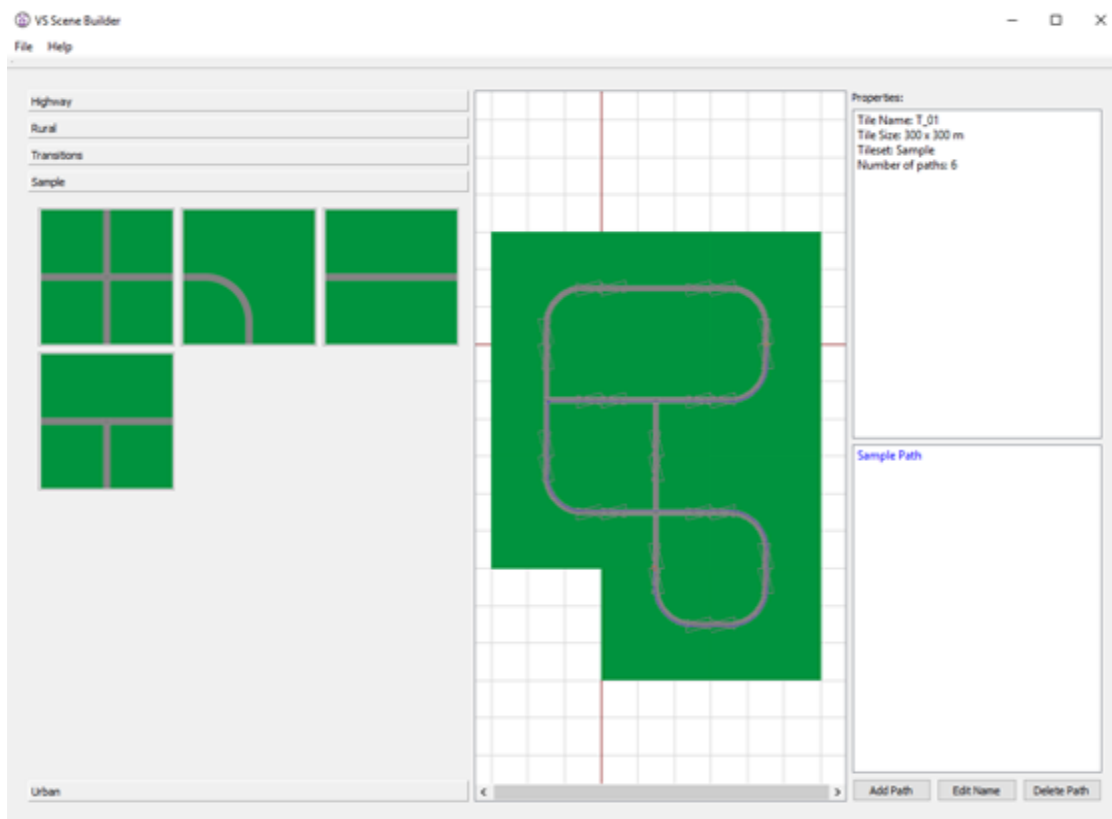 VS Scene Builder
File Help
Highway
Rural
Transitions
Sample
Urban
Properties:
Tile Name: T_01
Tile Size: 300 x 300 m
Tileset: Sample
Number of paths: 6
Sample Path
Add Path Edit Name Delete Path